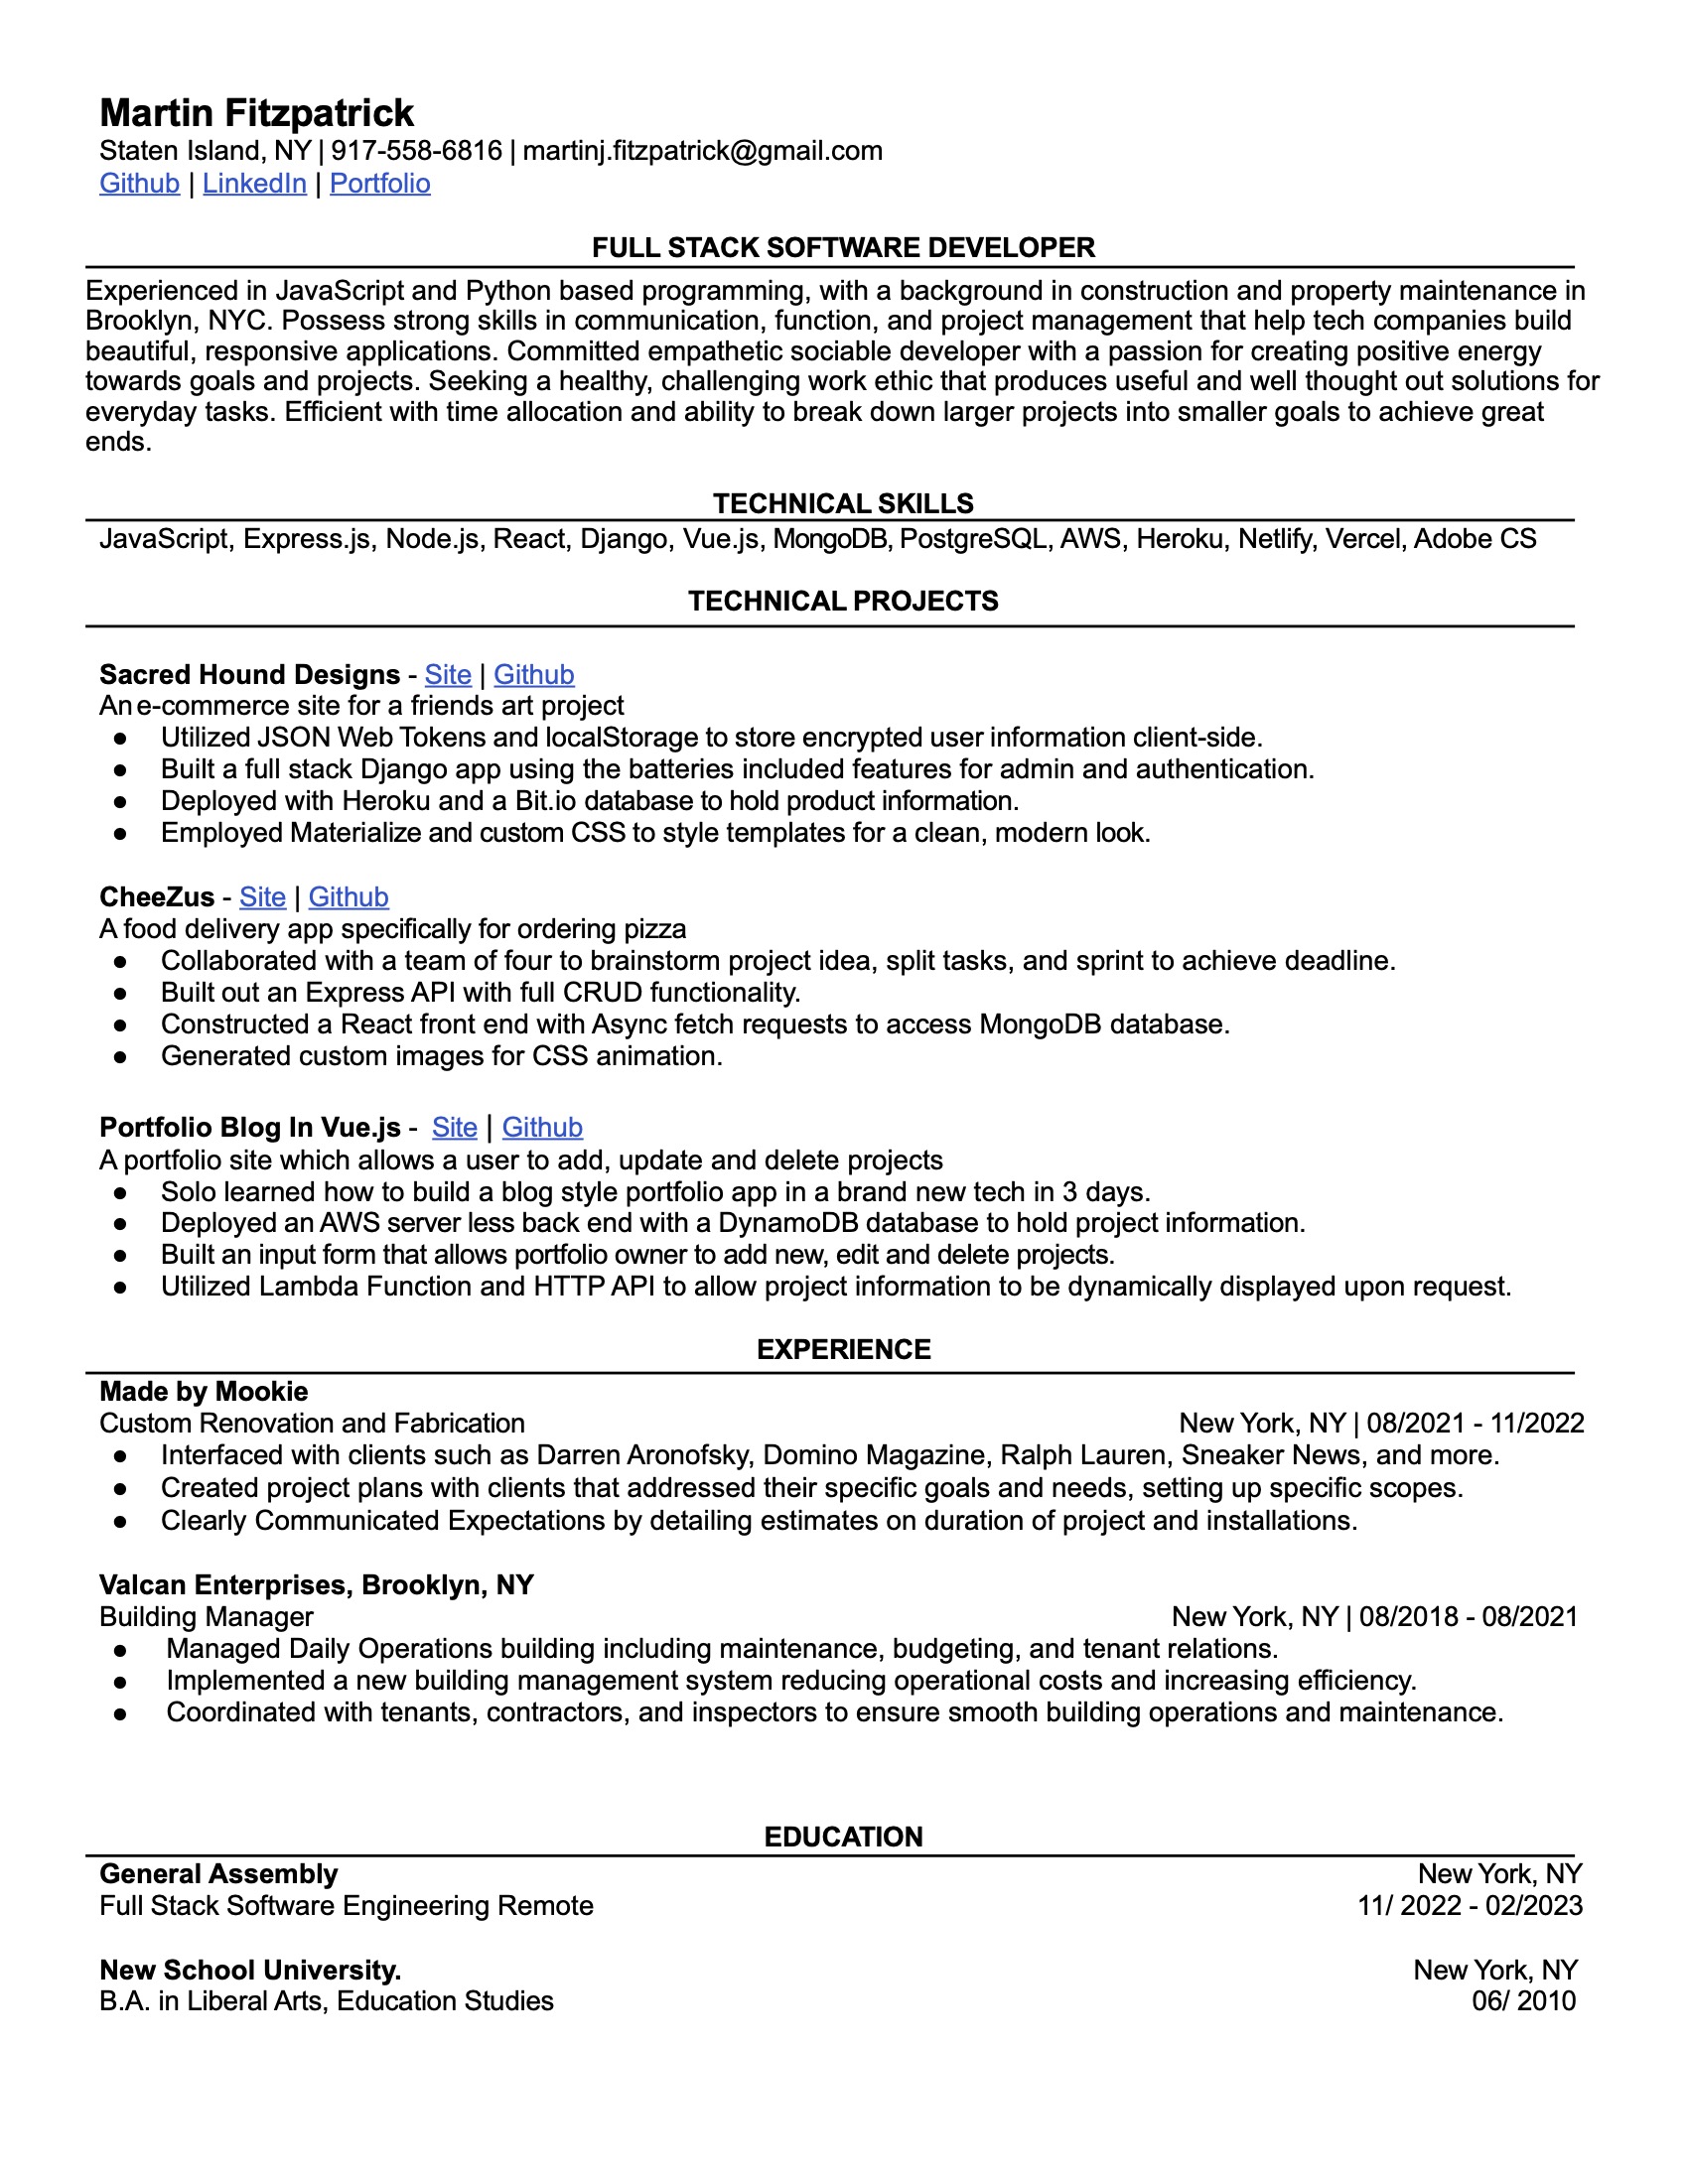 Martin Fitzpatrick
Staten Island, NY | 917-558-6816 | martinj.fitzpatrick@gmail.com
Github | LinkedIn | Portfolio
FULL STACK SOFTWARE DEVELOPER
Experienced in JavaScript and Python based programming, with a background in construction and property maintenance in
Brooklyn, NYC. Possess strong skills in communication, function, and project management that help tech companies build
beautiful, responsive applications. Committed empathetic sociable developer with a passion for creating positive energy
towards goals and projects. Seeking a healthy, challenging work ethic that produces useful and well thought out solutions for
everyday tasks. Efficient with time allocation and ability to break down larger projects into smaller goals to achieve great
ends.
TECHNICAL SKILLS
JavaScript, Express.js, Node.js, React, Django, Vue.js, MongoDB, PostgreSQL, AWS, Heroku, Netlify, Vercel, Adobe CS
TECHNICAL PROJECTS
Sacred Hound Designs - Site | Github
An e-commerce site for a friends art project
● Utilized JSON Web Tokens and localStorage to store encrypted user information client-side.
● Built a full stack Django app using the batteries included features for admin and authentication.
● Deployed with Heroku and a Bit.io database to hold product information.
● Employed Materialize and custom CSS to style templates for a clean, modern look.
CheeZus - Site | Github
A food delivery app specifically for ordering pizza
● Collaborated with a team of four to brainstorm project idea, split tasks, and sprint to achieve deadline.
● Built out an Express API with full CRUD functionality.
● Constructed a React front end with Async fetch requests to access MongoDB database.
● Generated custom images for CSS animation.
Portfolio Blog In Vue.js - Site | Github
A portfolio site which allows a user to add, update and delete projects
● Solo learned how to build a blog style portfolio app in a brand new tech in 3 days.
● Deployed an AWS server less back end with a DynamoDB database to hold project information.
● Built an input form that allows portfolio owner to add new, edit and delete projects.
● Utilized Lambda Function and HTTP API to allow project information to be dynamically displayed upon request.
EXPERIENCE
Made by Mookie
Custom Renovation and Fabrication New York, NY | 08/2021 - 11/2022
● Interfaced with clients such as Darren Aronofsky, Domino Magazine, Ralph Lauren, Sneaker News, and more.
● Created project plans with clients that addressed their specific goals and needs, setting up specific scopes.
● Clearly Communicated Expectations by detailing estimates on duration of project and installations.
Valcan Enterprises, Brooklyn, NY
Building Manager New York, NY | 08/2018 - 08/2021
● Managed Daily Operations building including maintenance, budgeting, and tenant relations.
● Implemented a new building management system reducing operational costs and increasing efficiency.
● Coordinated with tenants, contractors, and inspectors to ensure smooth building operations and maintenance.
EDUCATION
General Assembly New York, NY
Full Stack Software Engineering Remote 11/ 2022 - 02/2023
New School University. New York, NY
B.A. in Liberal Arts, Education Studies 06/ 2010